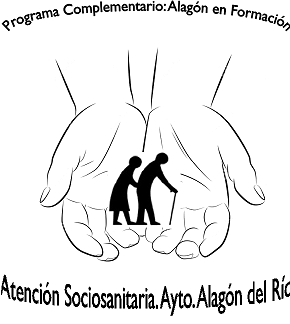 Programa Complementario:Alagón en Formación
Atención Sociosanitaria.Ayto.Alagón del Río